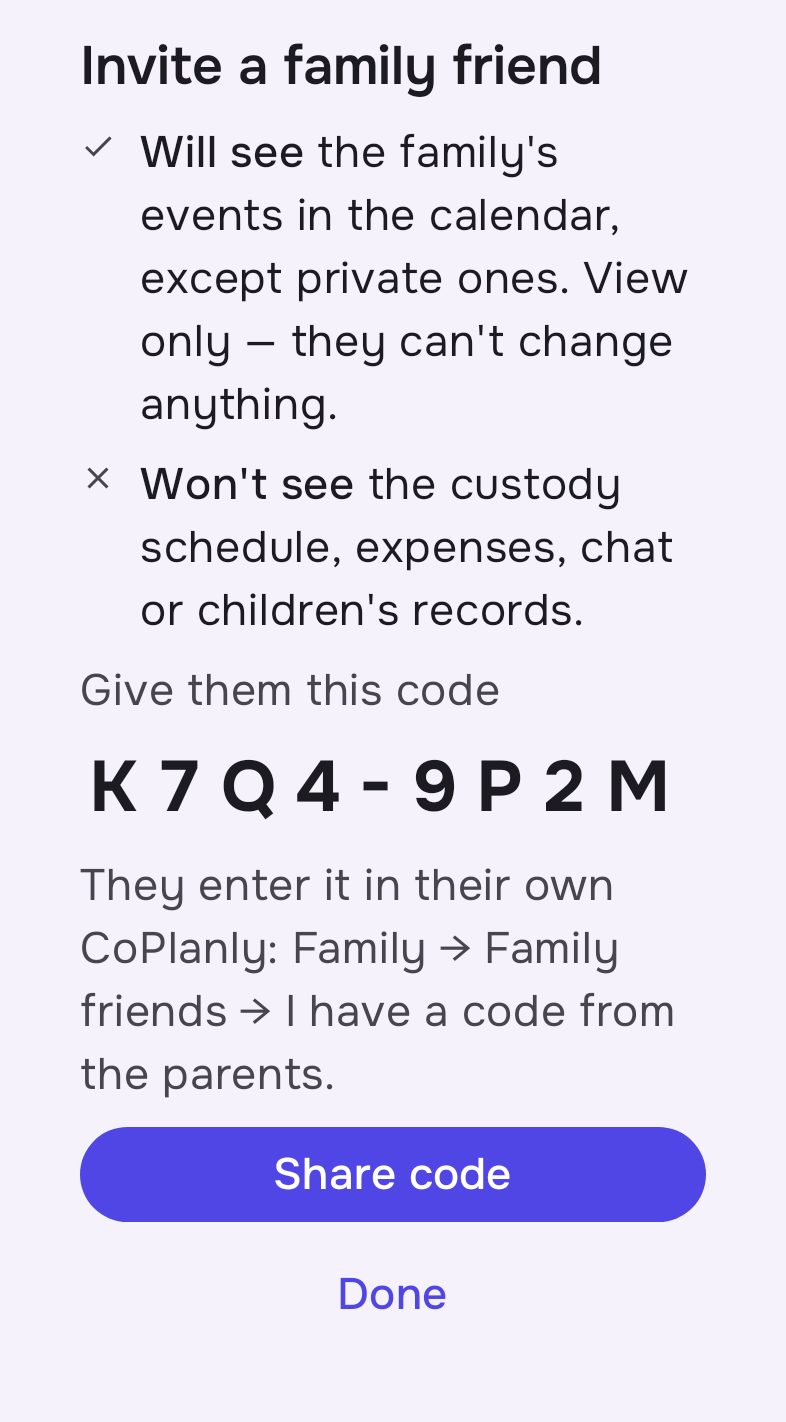 Invite a family friend
Will see the family's
events in the calendar,
except private ones. View
only — they can't change
anything.
Won't see the custody
schedule, expenses, chat
or children's records.
Give them this code
K7Q4-9P2M
They enter it in their own
CoPlanly: Family → Family
friends → I have a code from
the parents.
Share code
Done